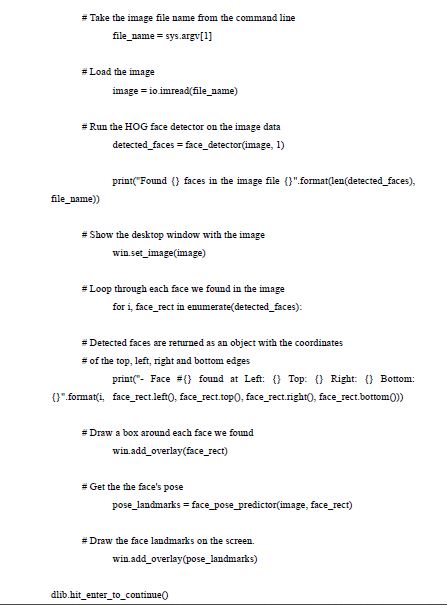 # Take the image file name from the command line
file_name = sys.argv[1]
# Load the image
image = io.imread(file_name)
# Run the HOG face detector on the image data
detected_faces = face_detector(image, 1)
print("Found {} faces in the image file {}".format(len(detected_faces),
file_name))
# Show the desktop window with the image
win.set_image(image)
# Loop through each face we found in the image
for i, face_rect in enumerate(detected_faces):
# Detected faces are returned as an object with the coordinates
# of the top, left, right and bottom edges
print("- Face #{} found at Left: {} Top: {} Right: {} Bottom:
{}".format(i, face_rect.left(), face_rect.top(), face_rect.right(), face_rect.bottom()))
# Draw a box around each face we found
win.add_overlay(face_rect)
# Get the the face's pose
pose_landmarks = face_pose_predictor(image, face_rect)
# Draw the face landmarks on the screen.
win.add_overlay(pose_landmarks)
dlib.hit_enter_to_continue()